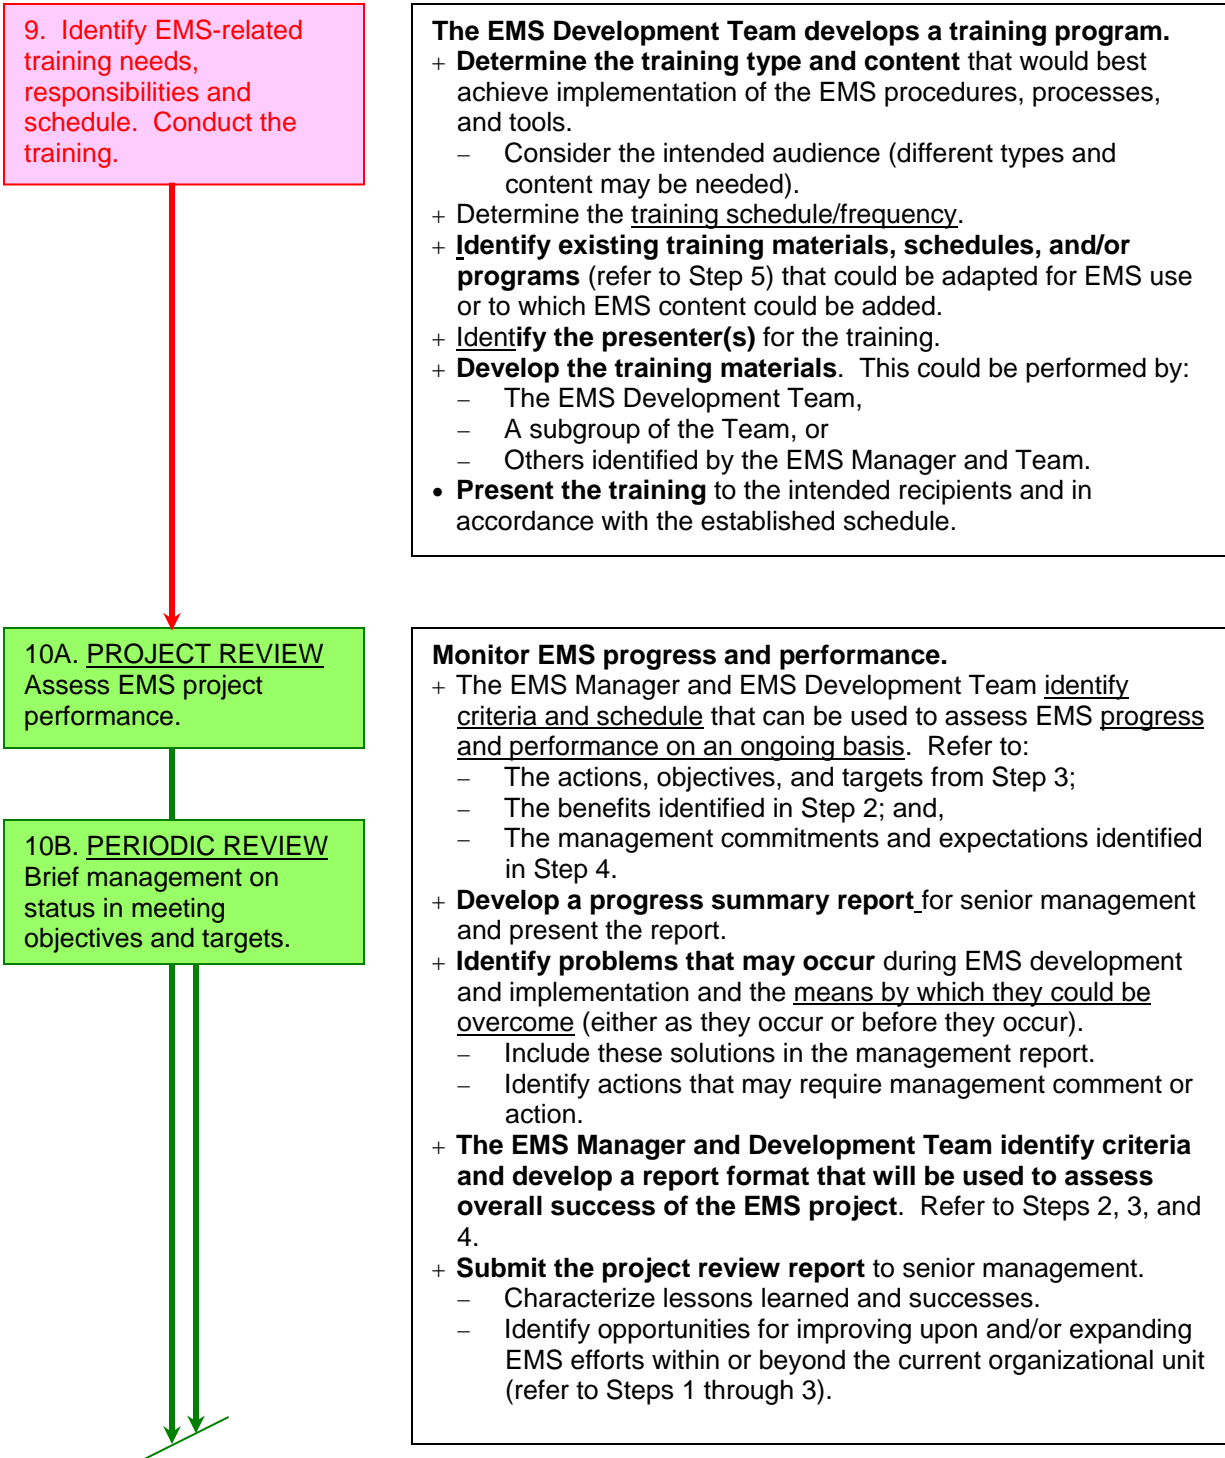 9.  Identify EMS-related
training needs,
responsibilities and
schedule.  Conduct the
training.
The EMS Development Team develops a training program.
+ Determine the training type and content that would best
achieve implementation of the EMS procedures, processes,
and tools.
− Consider the intended audience (different types and
content may be needed).
+ Determine the training schedule/frequency.
+ Identify existing training materials, schedules, and/or
programs (refer to Step 5) that could be adapted for EMS use
or to which EMS content could be added.
+ Identify the presenter(s) for the training.
+ Develop the training materials.  This could be performed by:
− The EMS Development Team,
− A subgroup of the Team, or
− Others identified by the EMS Manager and Team.
• Present the training to the intended recipients and in
accordance with the established schedule.
10A. PROJECT REVIEW
Assess EMS project
performance.
10B. PERIODIC REVIEW
Brief management on
status in meeting
objectives and targets.
Monitor EMS progress and performance.
+ The EMS Manager and EMS Development Team identify
criteria and schedule that can be used to assess EMS progress
and performance on an ongoing basis.  Refer to:
− The actions, objectives, and targets from Step 3;
− The benefits identified in Step 2; and,
− The management commitments and expectations identified
in Step 4.
+ Develop a progress summary report for senior management
and present the report.
+ Identify problems that may occur during EMS development
and implementation and the means by which they could be
overcome (either as they occur or before they occur).
− Include these solutions in the management report.
− Identify actions that may require management comment or
action.
+ The EMS Manager and Development Team identify criteria
and develop a report format that will be used to assess
overall success of the EMS project.  Refer to Steps 2, 3, and
4.
+ Submit the project review report to senior management.
− Characterize lessons learned and successes.
− Identify opportunities for improving upon and/or expanding
EMS efforts within or beyond the current organizational unit
(refer to Steps 1 through 3).